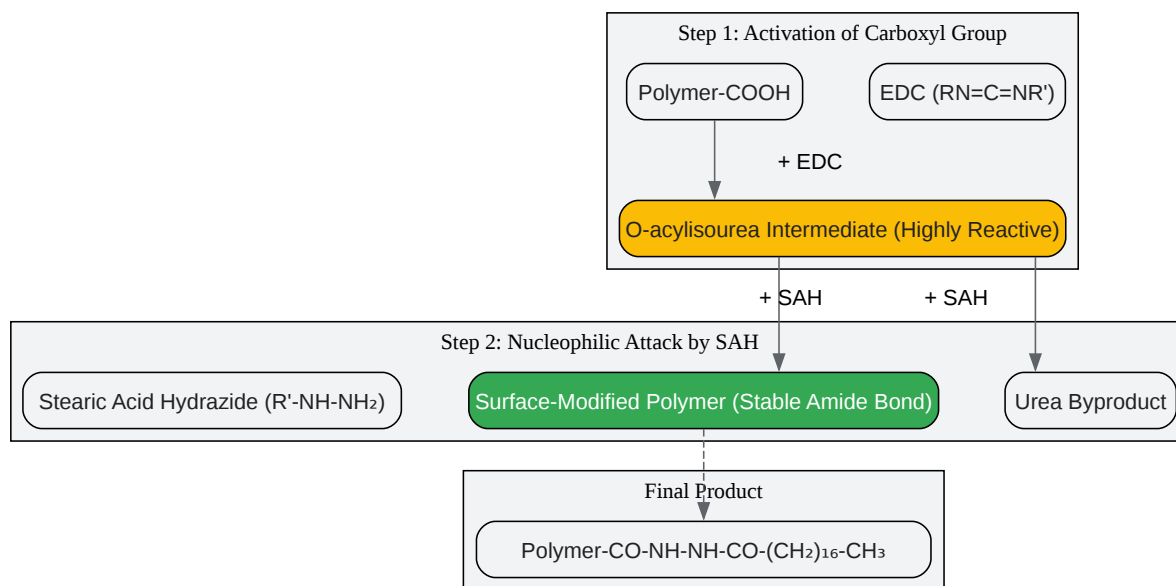 Step 1: Activation of Carboxyl Group
Polymer-COOH
EDC (RN=C=NR')
+ EDC
O-acylisourea Intermediate (Highly Reactive)
+ SAH
+ SAH
Step 2: Nucleophilic Attack by SAH
Stearic Acid Hydrazide (R'-NH-NH₂)
Surface-Modified Polymer (Stable Amide Bond)
Urea Byproduct
Final Product
Polymer-CO-NH-NH-CO-(CH₂)₁₆-CH₃